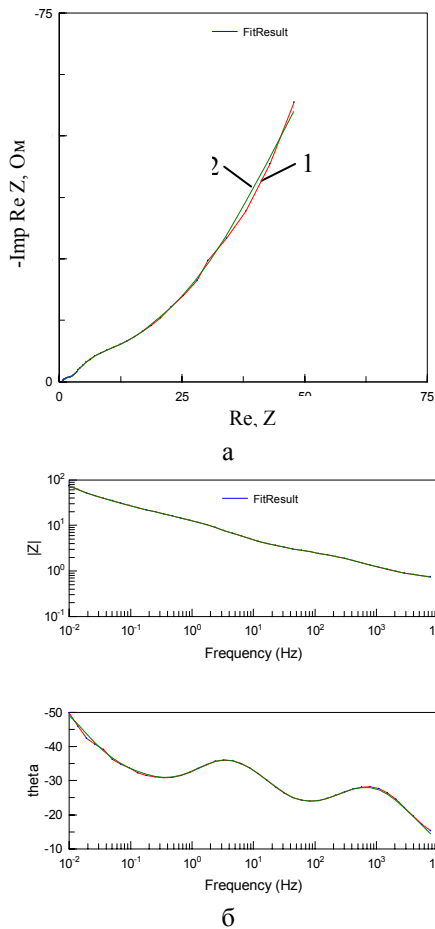 -75
FitResult
-Imp Re Z, Ом
2
1
0
0
25
50
75
Re, Z
а
10²
FitResult
|Z|
10¹
10⁰
10⁻¹
10⁻²
10⁻¹
10⁰
10¹
10²
10³
Frequency (Hz)
-50
-40
theta
-30
-20
-10
10⁻²
10⁻¹
10⁰
10¹
10²
10³
Frequency (Hz)
б